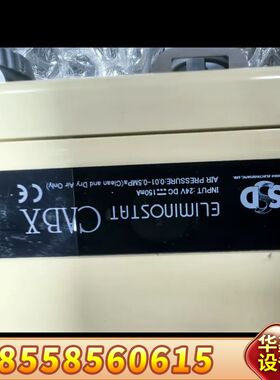 SSD
ELIMINOSTAT CABX
INPUT: 24V DC ⎓ 150mA
AIR PRESSURE:0.01-0.5MPa(Clean and Dry Air Only)
CE
8558560615
华
设